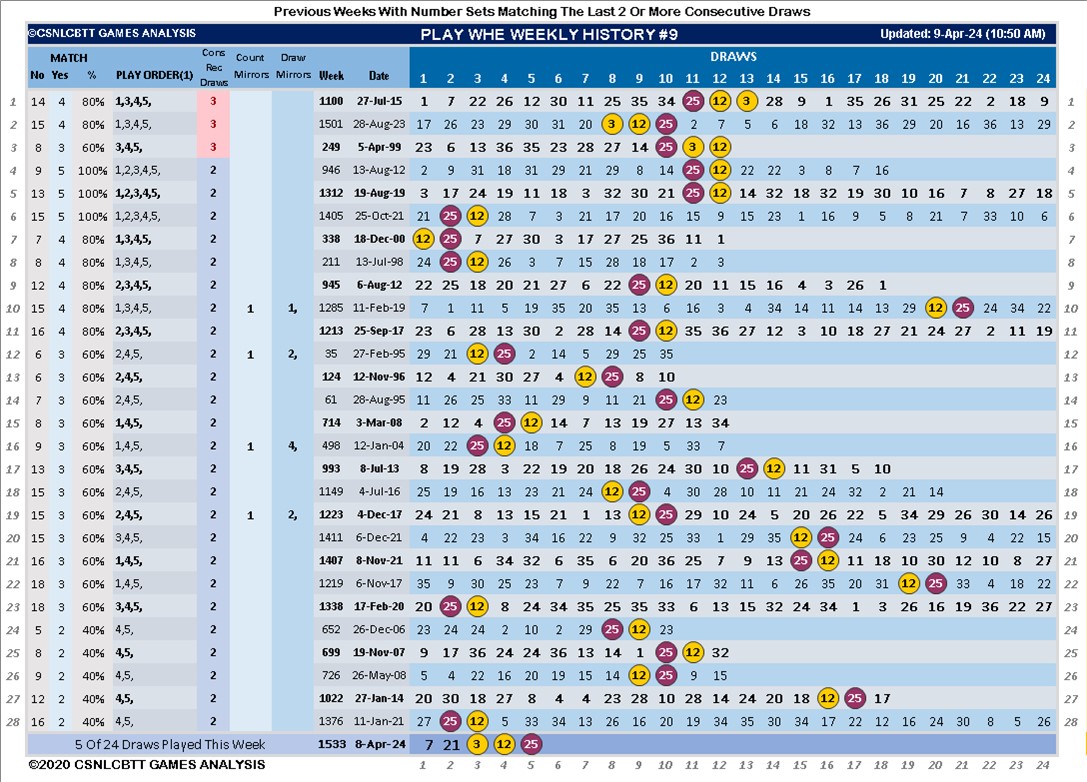 Previous Weeks With Number Sets Matching The Last 2 Or More Consecutive Draws
©CSNLCBTT GAMES ANALYSIS PLAY WHE WEEKLY HISTORY #9 Updated: 9-Apr-24 (10:50 AM)
MATCH Cons Rec Draws Count Mirrors Draw Mirrors DRAWS
No Yes % PLAY ORDER(1) Week Date 1 2 3 4 5 6 7 8 9 10 11 12 13 14 15 16 17 18 19 20 21 22 23 24
1 14 4 80% 1,3,4,5, 3 1100 27-Jul-15 1 7 22 26 12 30 11 25 35 34 25 12 3 28 9 1 35 26 31 25 22 2 18 9 1
2 15 4 80% 1,3,4,5, 3 1501 28-Aug-23 17 26 23 29 30 31 20 3 12 25 2 7 5 6 18 32 13 36 29 20 16 36 13 29 2
3 8 3 60% 3,4,5, 3 249 5-Apr-99 23 6 13 36 35 23 28 27 14 25 3 12 3
4 9 5 100% 1,2,3,4,5, 2 946 13-Aug-12 21 9 31 18 31 29 21 29 8 14 25 12 22 22 3 8 7 16 4
5 13 5 100% 1,2,3,4,5, 2 1312 19-Aug-19 3 17 24 19 11 18 3 32 30 21 25 12 14 32 18 32 19 30 10 16 7 8 27 18 5
6 15 5 100% 1,2,3,4,5, 2 1405 25-Oct-21 21 25 12 28 7 3 21 17 20 16 15 9 15 23 1 16 9 5 8 21 7 33 10 6 6
7 7 4 80% 1,3,4,5, 2 338 18-Dec-00 12 25 7 27 30 3 17 27 25 36 11 1 7
8 8 4 80% 1,3,4,5, 2 211 13-Jul-98 24 25 12 26 3 7 15 28 18 17 2 3 8
9 12 4 80% 2,3,4,5, 2 945 6-Aug-12 22 25 18 20 21 27 6 22 25 12 20 11 15 16 4 3 26 1 9
10 15 4 80% 1,3,4,5, 2 1 1, 1285 11-Feb-19 7 1 11 5 19 35 20 35 13 6 16 3 4 34 14 11 14 13 29 12 25 24 34 22 10
11 16 4 80% 2,3,4,5, 2 1213 25-Sep-17 23 6 28 13 30 2 28 14 25 12 35 36 27 12 3 10 18 27 21 24 27 2 11 19 11
12 6 3 60% 2,4,5, 2 1 2, 35 27-Feb-95 29 21 12 25 2 14 5 29 25 35 12
13 6 3 60% 2,4,5, 2 124 12-Nov-96 12 4 21 30 27 4 12 25 8 10 13
14 7 3 60% 2,4,5, 2 61 28-Aug-95 11 26 25 33 11 29 9 11 21 25 12 23 14
15 8 3 60% 1,4,5, 2 714 3-Mar-08 2 12 4 25 12 14 7 13 19 27 13 34 15
16 9 3 60% 1,4,5, 2 1 4, 498 12-Jan-04 20 22 25 12 18 7 25 8 19 5 33 7 16
17 13 3 60% 3,4,5, 2 993 8-Jul-13 8 19 28 3 22 19 20 18 26 24 30 10 25 12 11 31 5 10 17
18 15 3 60% 2,4,5, 2 1149 4-Jul-16 25 19 16 13 23 21 24 12 25 4 30 28 10 11 21 24 32 2 21 14 18
19 15 3 60% 2,4,5, 2 1 2, 1223 4-Dec-17 24 21 8 13 15 21 1 13 12 25 29 10 24 5 20 26 22 5 34 29 26 30 14 26 19
20 15 3 60% 3,4,5, 2 1411 6-Dec-21 4 22 23 3 34 16 22 9 32 25 33 1 29 35 12 25 24 6 23 25 9 4 22 15 20
21 16 3 60% 1,4,5, 2 1407 8-Nov-21 11 11 6 34 32 6 35 6 20 36 25 7 9 13 25 12 11 18 10 30 12 10 8 27 21
22 18 3 60% 1,4,5, 2 1219 6-Nov-17 35 9 30 25 23 7 9 22 7 16 17 32 1 15 6 26 35 20 31 12 25 33 4 18 22 22
23 18 3 60% 3,4,5, 2 1338 17-Feb-20 20 25 12 8 24 34 35 25 35 33 6 13 15 32 24 34 1 3 26 16 19 36 22 27 23
24 5 2 40% 4,5, 2 652 26-Dec-06 23 24 24 2 10 2 29 25 12 23 24
25 8 2 40% 4,5, 2 699 19-Nov-07 9 17 36 24 24 36 13 14 1 25 12 32 25
26 9 2 40% 4,5, 2 726 26-May-08 5 4 22 16 20 19 15 14 12 25 9 15 26
27 12 2 40% 4,5, 2 1022 27-Jan-14 20 30 18 27 8 4 4 23 28 10 28 14 24 20 18 12 25 17 27
28 16 2 40% 4,5, 2 1376 11-Jan-21 27 25 12 5 33 34 13 26 16 20 19 34 35 30 34 17 22 12 16 24 30 8 5 26 28
5 Of 24 Draws Played This Week 1533 8-Apr-24 7 21 3 12 25
©2020 CSNLCBTT GAMES ANALYSIS 1 2 3 4 5 6 7 8 9 10 11 12 13 14 15 16 17 18 19 20 21 22 23 24